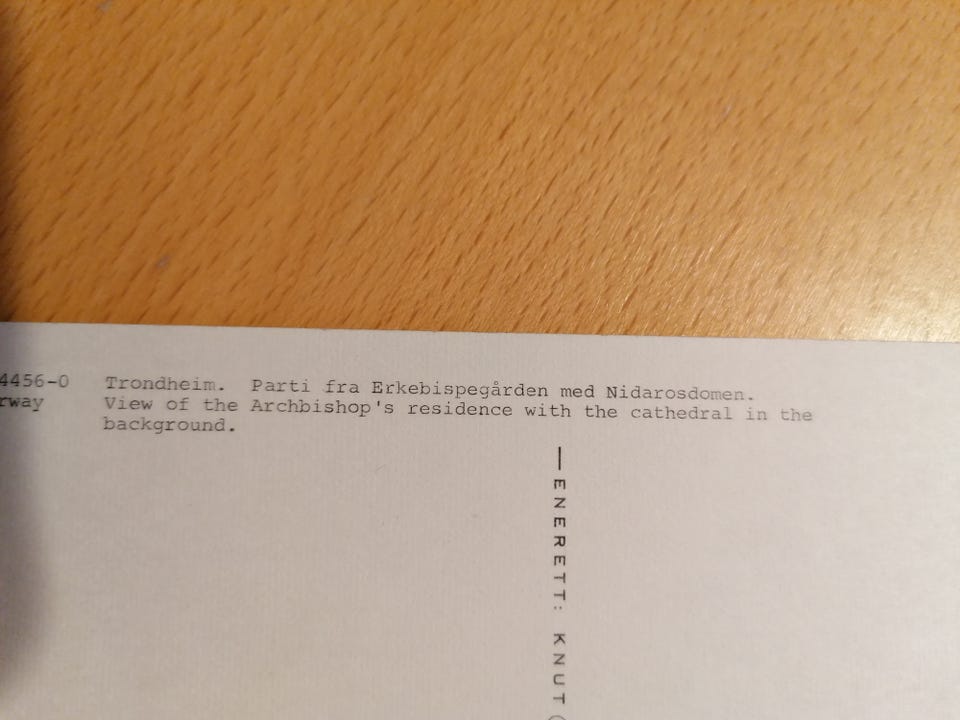 4456-0 Trondheim. Parti fra Erkebispegården med Nidarosdomen.
rway View of the Archbishop's residence with the cathedral in the
background.
ENERETT: KNUT